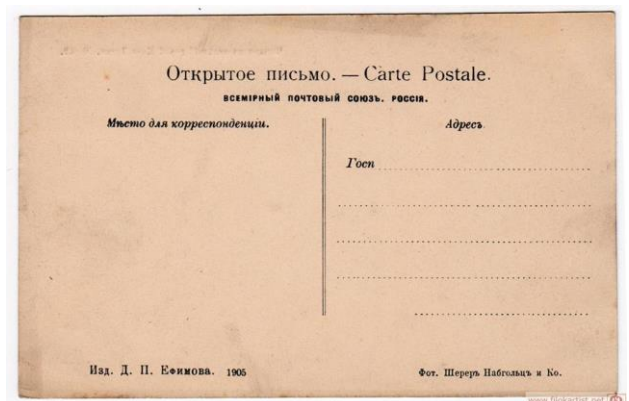 Открытое письмо. — Carte Postale.
ВСЕМІРНЫЙ ПОЧТОВЫЙ СОЮЗЪ. РОССІЯ.
Мѣсто для корреспонденціи.
Адресъ
Госп
Изд. Д. П. Ефимова. 1905
Фот. Шереръ Набгольцъ и Ко.